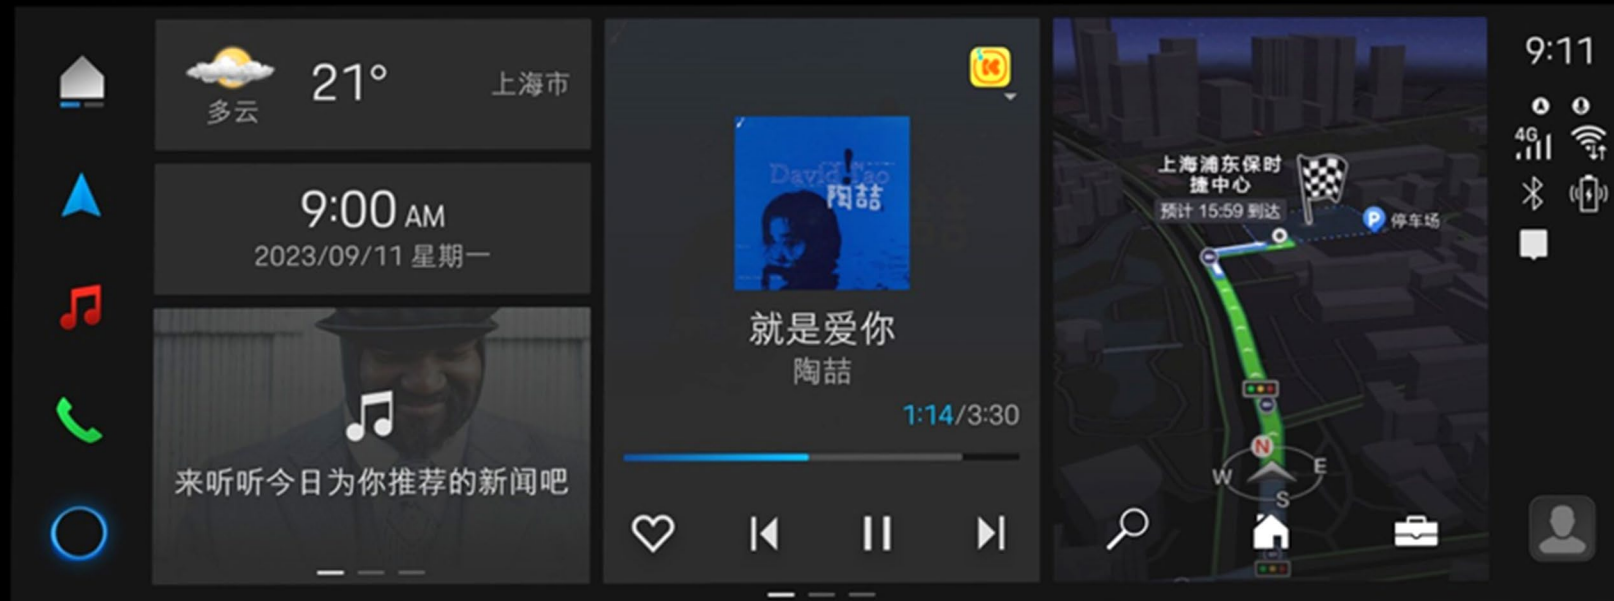 多云
21°
上海市
9:00 AM
2023/09/11 星期一
来听听今日为你推荐的新闻吧
David Tao
陶喆
就是爱你
陶喆
1:14/3:30
上海浦东保时
捷中心
预计 15:59 到达
P 停车场
N
W
E
S
9:11
4G